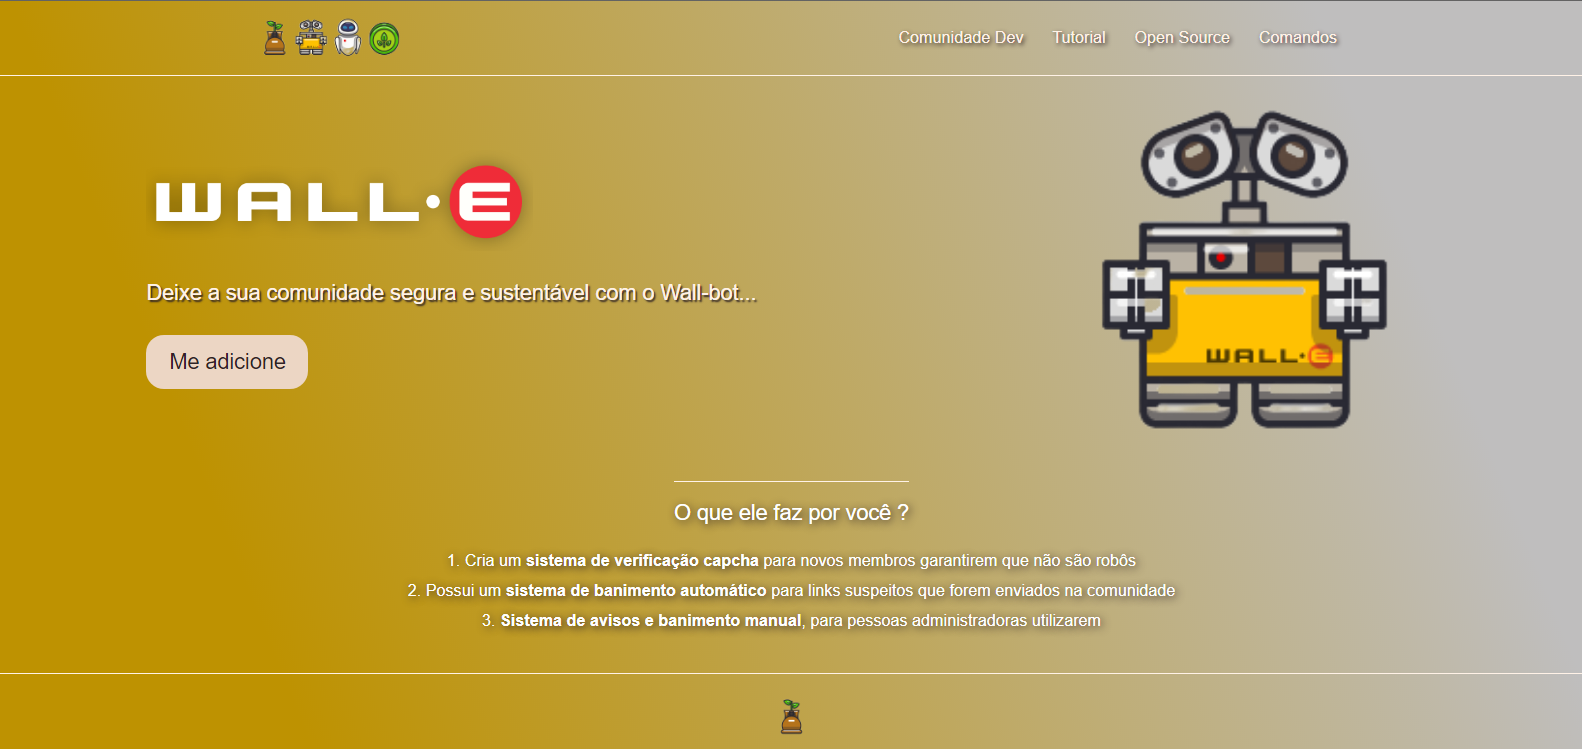 Comunidade Dev Tutorial Open Source Comandos
WALL·E
Deixe a sua comunidade segura e sustentável com o Wall-bot...
Me adicione
WALL·E
O que ele faz por você ?
1. Cria um sistema de verificação capcha para novos membros garantirem que não são robôs
2. Possui um sistema de banimento automático para links suspeitos que forem enviados na comunidade
3. Sistema de avisos e banimento manual, para pessoas administradoras utilizarem